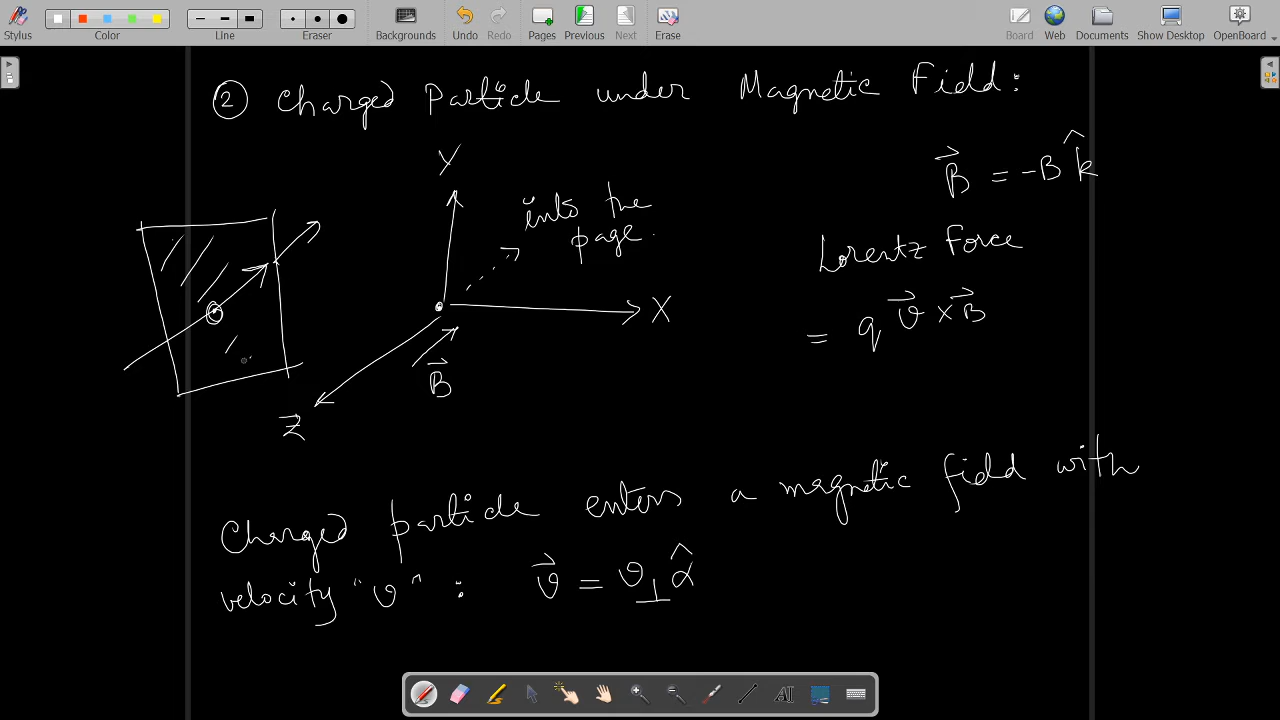 Stylus
Color
Line
Eraser
Backgrounds
Undo
Redo
Pages
Previous
Next
Erase
Board
Web
Documents
Show Desktop
OpenBoard
② Charged Particle under Magnetic Field:
Y
into the
page.
X
Z
B⃗
B⃗ = -B k̂
Lorentz Force
= q v⃗ × B⃗
Charged particle enters a magnetic field with
velocity "v" : v⃗ = v⊥ α̂
AI